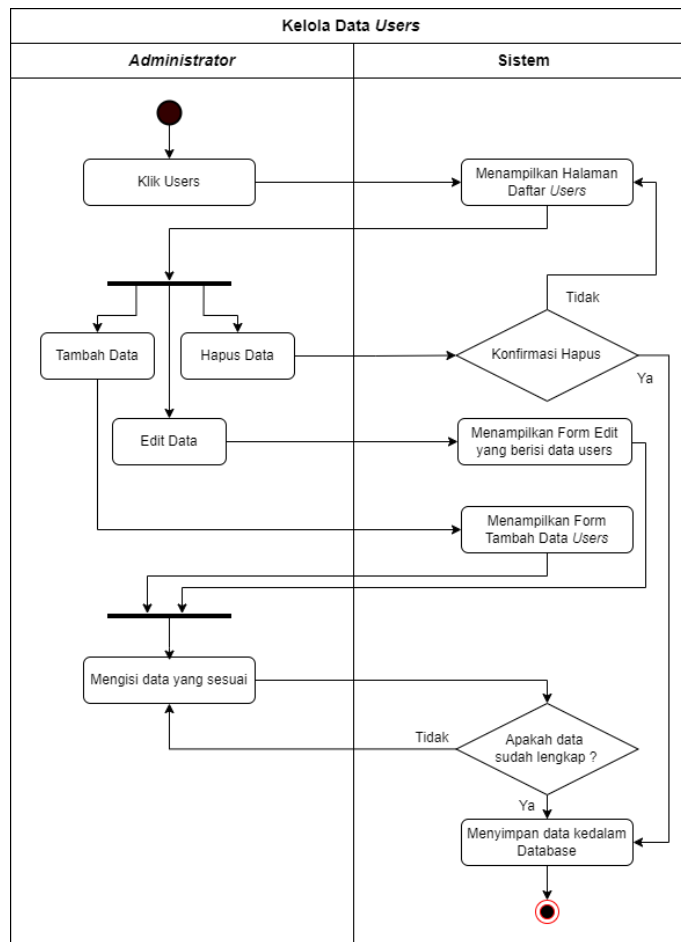 Kelola Data Users
Administrator
Sistem
Klik Users
Menampilkan Halaman
Daftar Users
Tidak
Tambah Data
Hapus Data
Konfirmasi Hapus
Ya
Edit Data
Menampilkan Form Edit
yang berisi data users
Menampilkan Form
Tambah Data Users
Mengisi data yang sesuai
Tidak
Apakah data
sudah lengkap ?
Ya
Menyimpan data kedalam
Database